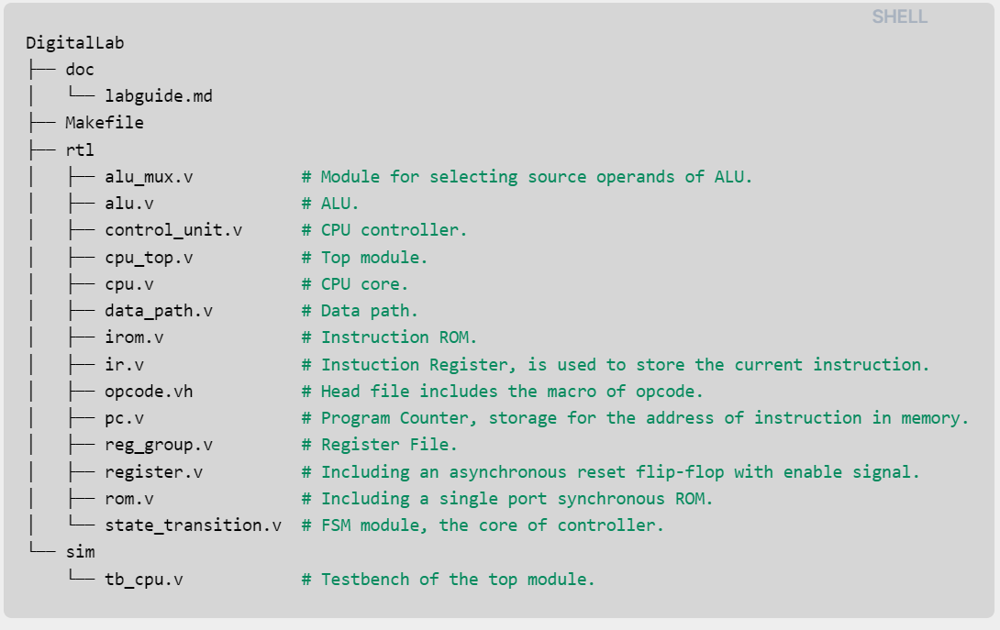 SHELL
DigitalLab
├── doc
│   └── labguide.md
├── Makefile
├── rtl
│   ├── alu_mux.v           # Module for selecting source operands of ALU.
│   ├── alu.v               # ALU.
│   ├── control_unit.v      # CPU controller.
│   ├── cpu_top.v           # Top module.
│   ├── cpu.v               # CPU core.
│   ├── data_path.v         # Data path.
│   ├── irom.v              # Instruction ROM.
│   ├── ir.v                # Instuction Register, is used to store the current instruction.
│   ├── opcode.vh           # Head file includes the macro of opcode.
│   ├── pc.v                # Program Counter, storage for the address of instruction in memory.
│   ├── reg_group.v         # Register File.
│   ├── register.v          # Including an asynchronous reset flip-flop with enable signal.
│   ├── rom.v               # Including a single port synchronous ROM.
│   └── state_transition.v  # FSM module, the core of controller.
└── sim
    └── tb_cpu.v            # Testbench of the top module.